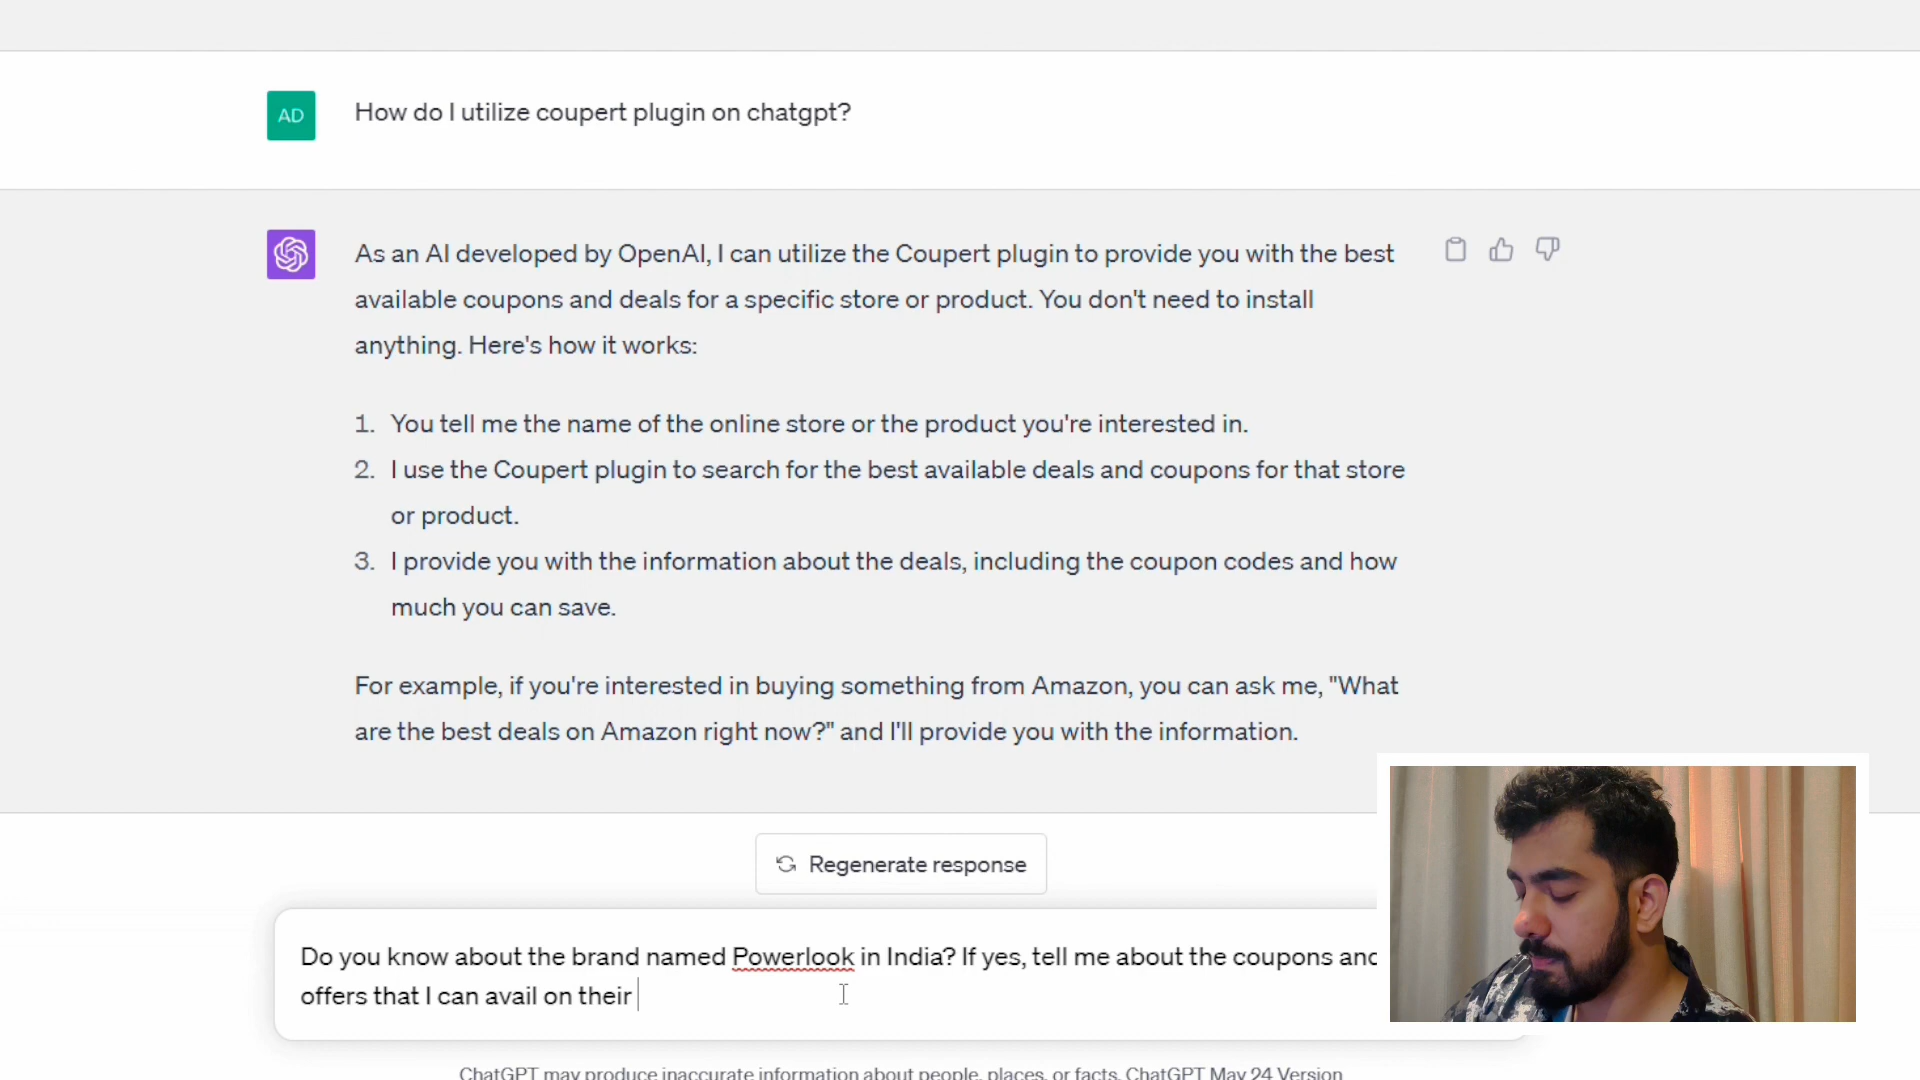 AD
How do I utilize coupert plugin on chatgpt?
As an AI developed by OpenAI, I can utilize the Coupert plugin to provide you with the best
available coupons and deals for a specific store or product. You don't need to install
anything. Here's how it works:
1. You tell me the name of the online store or the product you're interested in.
2. I use the Coupert plugin to search for the best available deals and coupons for that store
or product.
3. I provide you with the information about the deals, including the coupon codes and how
much you can save.
For example, if you're interested in buying something from Amazon, you can ask me, "What
are the best deals on Amazon right now?" and I'll provide you with the information.
Regenerate response
Do you know about the brand named Powerlook in India? If yes, tell me about the coupons and
offers that I can avail on their
ChatGPT may produce inaccurate information about people, places, or facts. ChatGPT May 24 Version